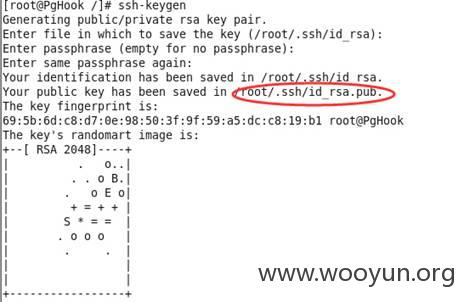 [root@PgHook /]# ssh-keygen
Generating public/private rsa key pair.
Enter file in which to save the key (/root/.ssh/id_rsa):
Enter passphrase (empty for no passphrase):
Enter same passphrase again:
Your identification has been saved in /root/.ssh/id_rsa.
Your public key has been saved in /root/.ssh/id_rsa.pub.
The key fingerprint is:
69:5b:6d:c8:d7:0e:98:50:3f:9f:59:a5:dc:c8:19:b1 root@PgHook
The key's randomart image is:
+--[ RSA 2048]----+
|          .   o..|
|         . . o B.|
|        .   o E o|
|         + = + + |
|        S * = =  |
|       . o o o   |
|        .     .  |
|                 |
|                 |
+-----------------+
www.wooyun.org